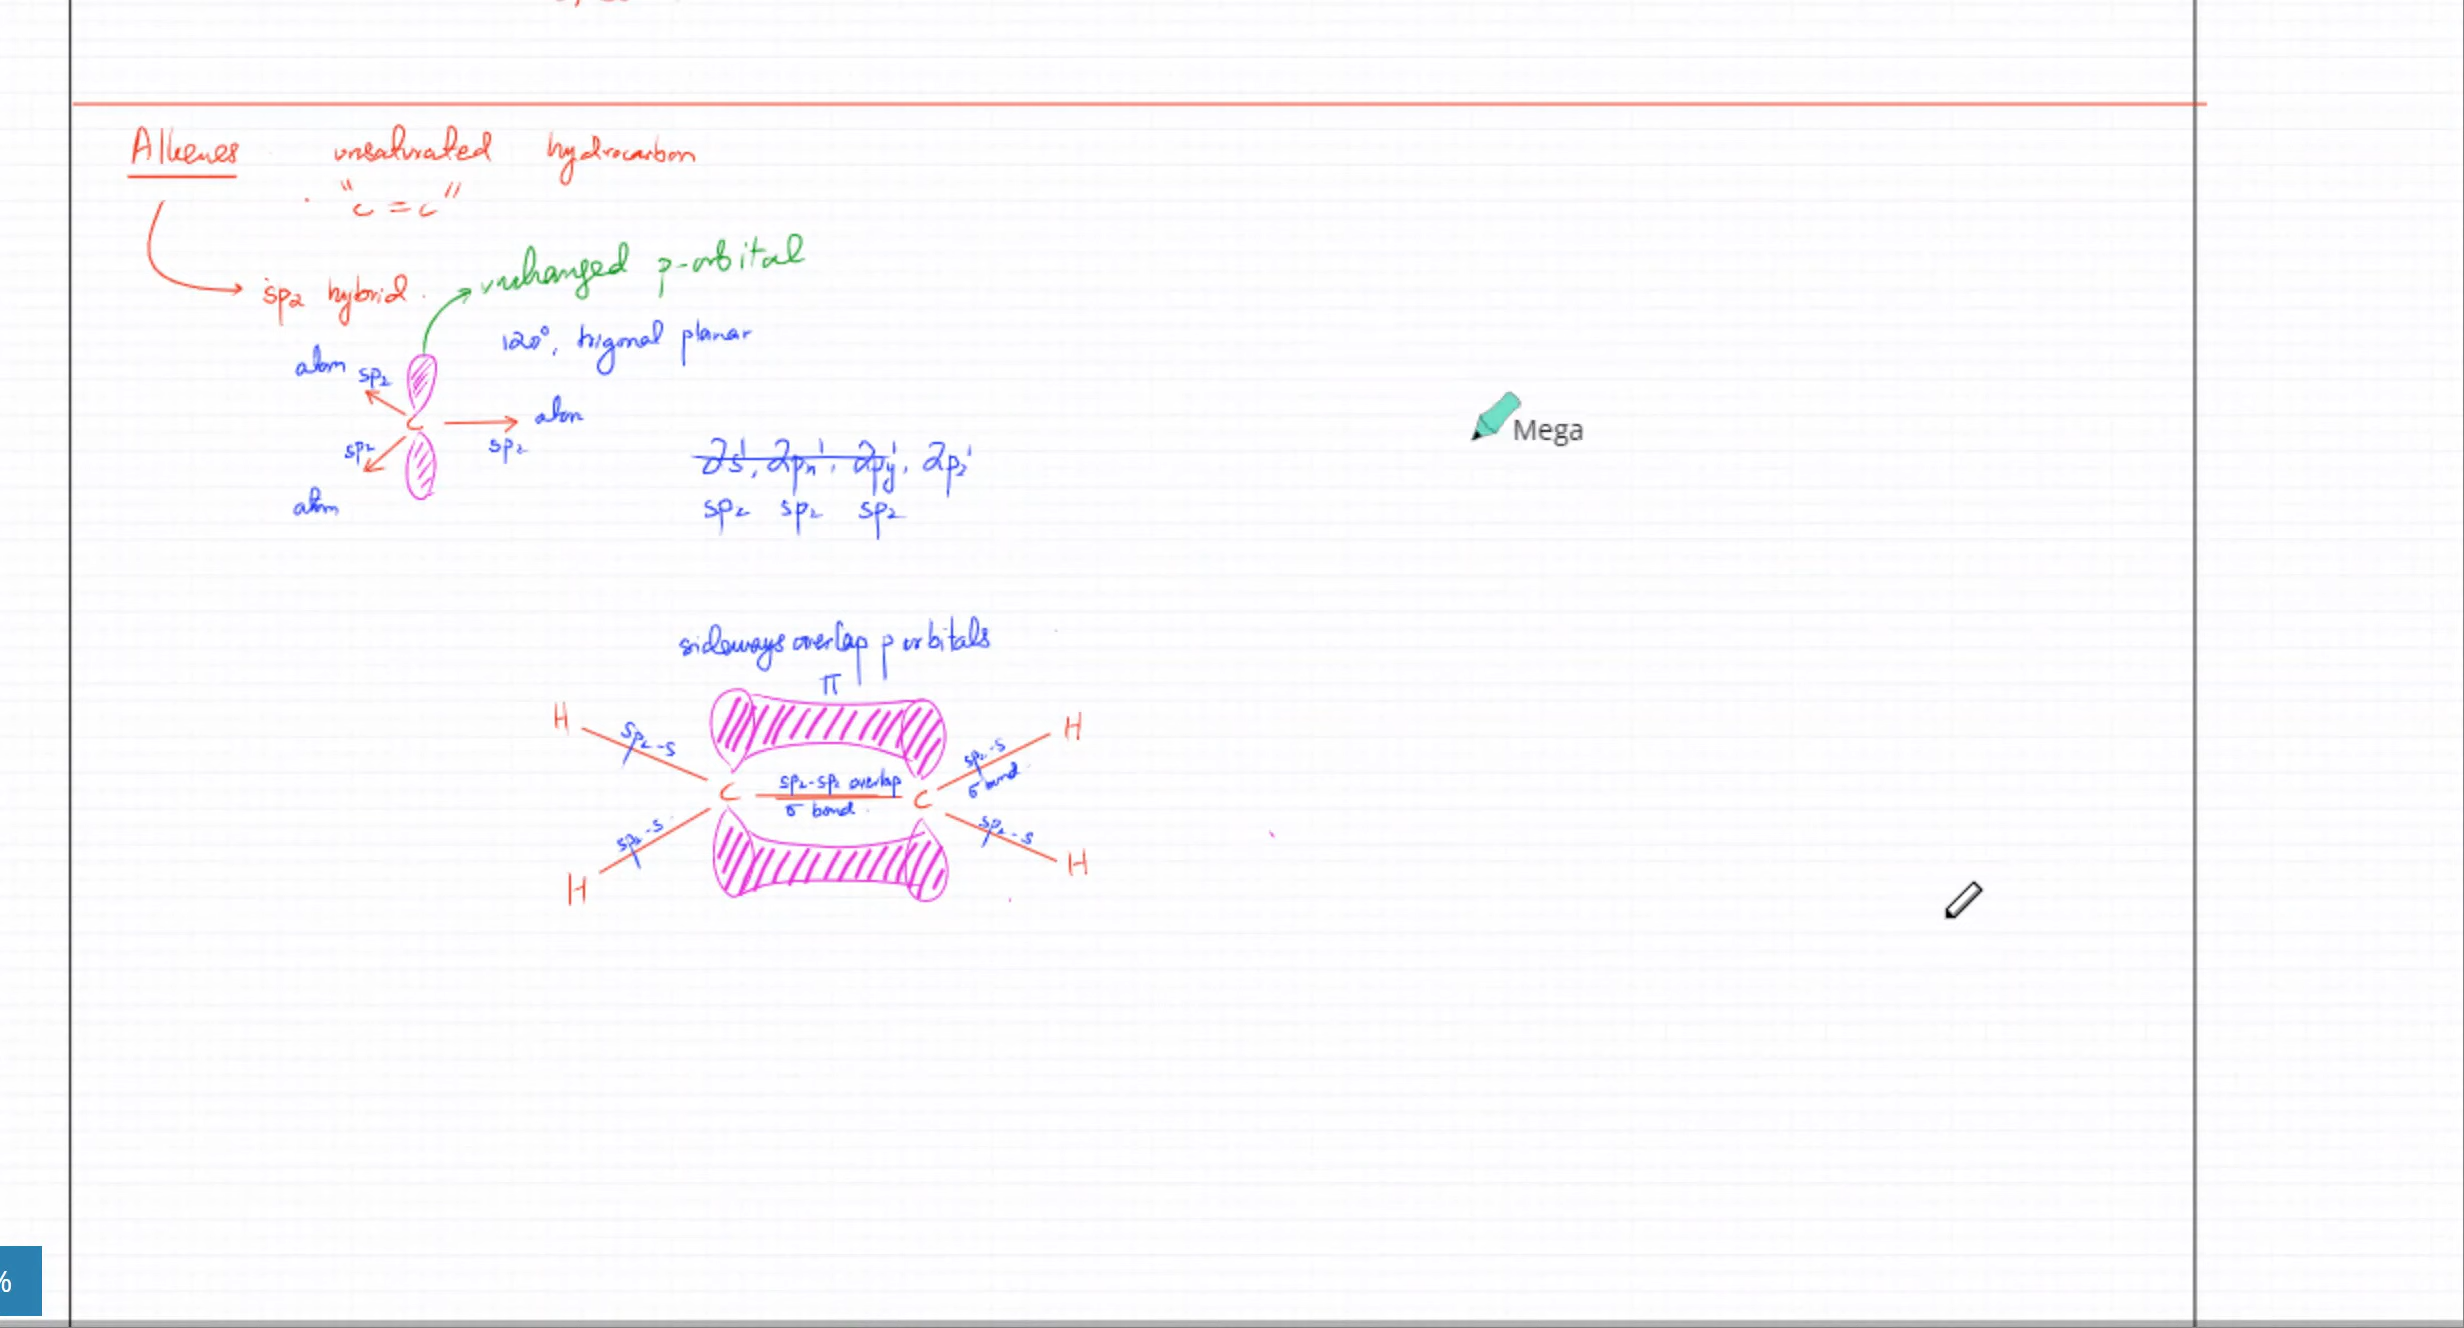 Alkenes unsaturated hydrocarbon
"c = c"
sp2 hybrid.
unchanged p-orbital
120°, trigonal planar
atom sp2
C
sp2 atom
sp2
atom
2s¹, 2px¹, 2py¹, 2pz¹
sp2 sp2 sp2
Mega
sideways overlap p orbitals
π
H sp2-s sp2-s H
σ bond
C sp2-sp2 overlap C
σ bond
sp2-s sp2-s
H H
%